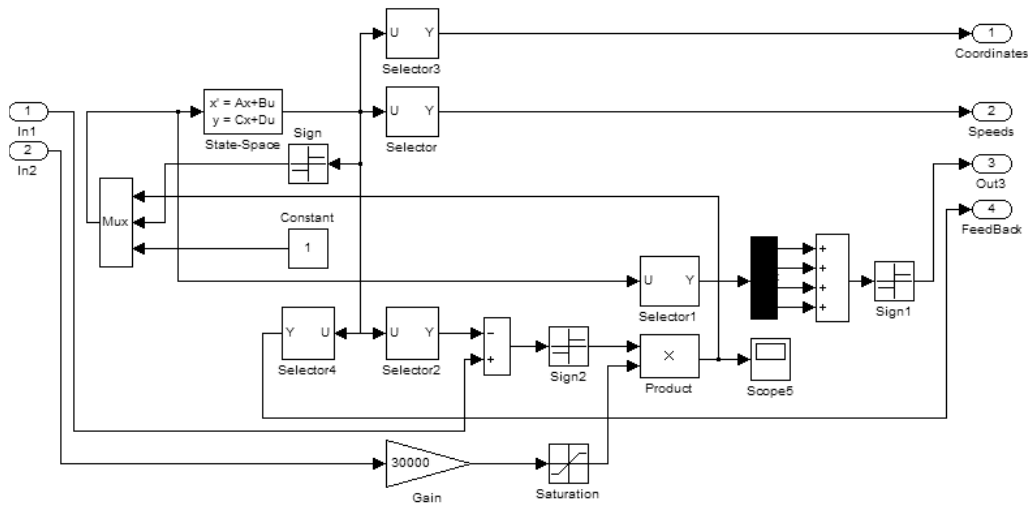 U Y
Selector3
1
Coordinates
1
In1
x' = Ax+Bu
y = Cx+Du
State-Space
U Y
Selector
2
Speeds
2
In2
Sign
3
Out3
Mux
4
FeedBack
Constant
1
U Y
Selector1
+
+
+
+
Sign1
Y U
Selector4
U Y
Selector2
−
+
Sign2
×
Product
Scope5
30000
Gain
Saturation